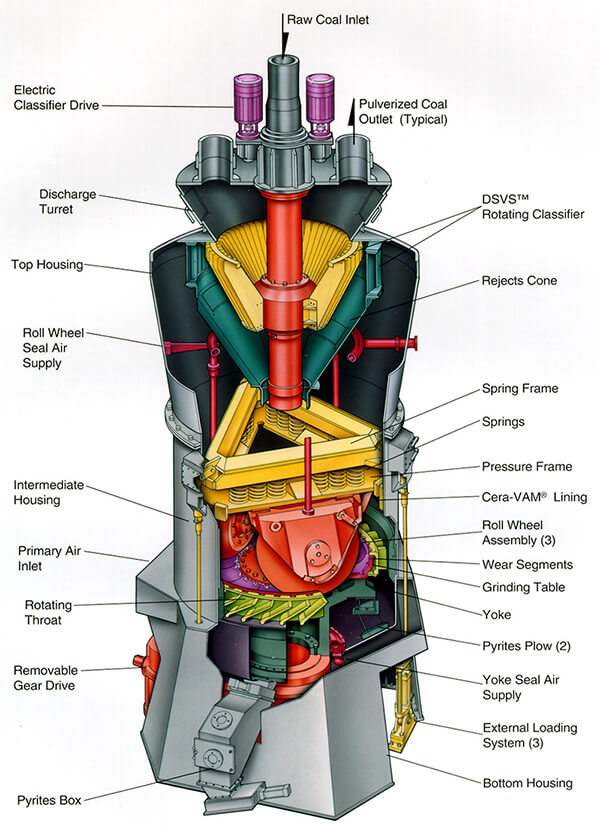 Raw Coal Inlet
Electric
Classifier Drive
Pulverized Coal
Outlet (Typical)
Discharge
Turret
DSVS™
Rotating Classifier
Top Housing
Rejects Cone
Roll Wheel
Seal Air
Supply
Spring Frame
Springs
Pressure Frame
Intermediate
Housing
Cera-VAM® Lining
Roll Wheel
Assembly (3)
Primary Air
Inlet
Wear Segments
Grinding Table
Rotating
Throat
Yoke
Pyrites Plow (2)
Removable
Gear Drive
Yoke Seal Air
Supply
External Loading
System (3)
Bottom Housing
Pyrites Box